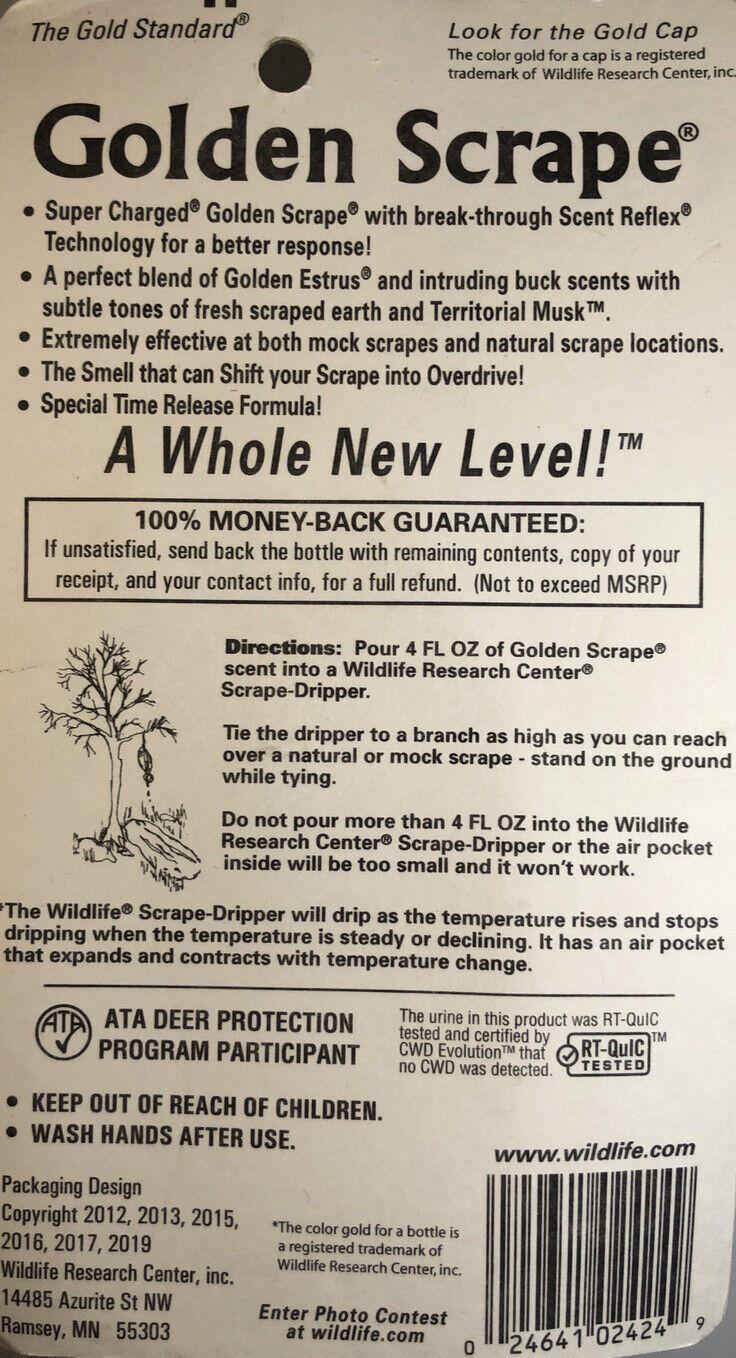 The Gold Standard®
Look for the Gold Cap
The color gold for a cap is a registered
trademark of Wildlife Research Center, inc.
Golden Scrape®
• Super Charged® Golden Scrape® with break-through Scent Reflex®
Technology for a better response!
• A perfect blend of Golden Estrus® and intruding buck scents with
subtle tones of fresh scraped earth and Territorial Musk™.
• Extremely effective at both mock scrapes and natural scrape locations.
• The Smell that can Shift your Scrape into Overdrive!
• Special Time Release Formula!
A Whole New Level!™
100% MONEY-BACK GUARANTEED:
If unsatisfied, send back the bottle with remaining contents, copy of your
receipt, and your contact info, for a full refund. (Not to exceed MSRP)
Directions: Pour 4 FL OZ of Golden Scrape®
scent into a Wildlife Research Center®
Scrape-Dripper.
Tie the dripper to a branch as high as you can reach
over a natural or mock scrape - stand on the ground
while tying.
Do not pour more than 4 FL OZ into the Wildlife
Research Center® Scrape-Dripper or the air pocket
inside will be too small and it won't work.
*The Wildlife® Scrape-Dripper will drip as the temperature rises and stops
dripping when the temperature is steady or declining. It has an air pocket
that expands and contracts with temperature change.
ATA
ATA DEER PROTECTION
PROGRAM PARTICIPANT
The urine in this product was RT-QuIC
tested and certified by
CWD Evolution™ that
no CWD was detected.
RT-QuIC™
TESTED
• KEEP OUT OF REACH OF CHILDREN.
• WASH HANDS AFTER USE.
www.wildlife.com
Packaging Design
Copyright 2012, 2013, 2015,
2016, 2017, 2019
Wildlife Research Center, inc.
14485 Azurite St NW
Ramsey, MN 55303
*The color gold for a bottle is
a registered trademark of
Wildlife Research Center, inc.
Enter Photo Contest
at wildlife.com
0 24641 02424 9